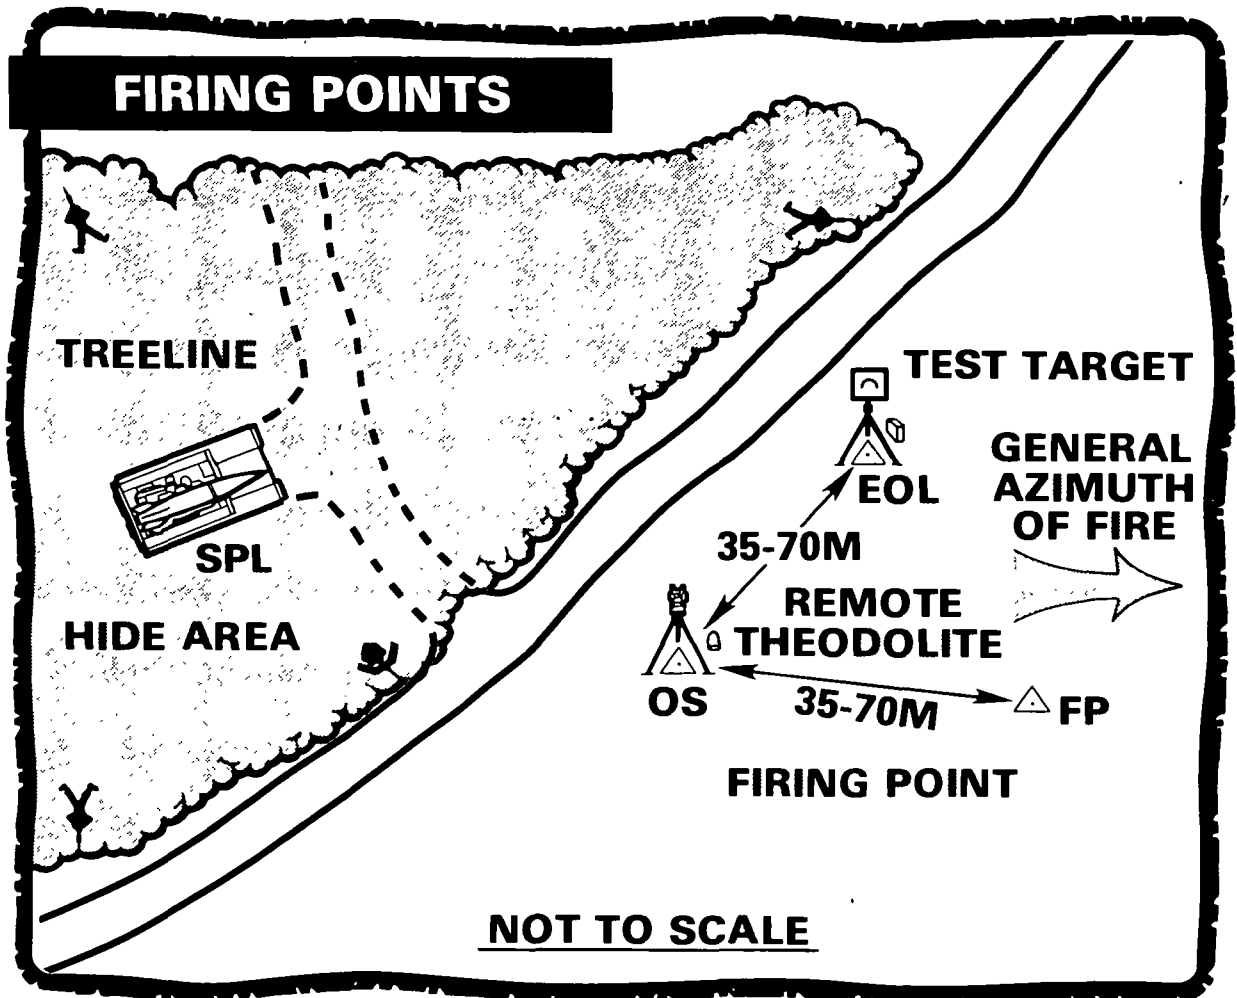 FIRING POINTS
TREELINE
SPL
HIDE AREA
TEST TARGET
EOL
GENERAL
AZIMUTH
OF FIRE
35-70M
REMOTE
THEODOLITE
OS
35-70M
FP
FIRING POINT
NOT TO SCALE